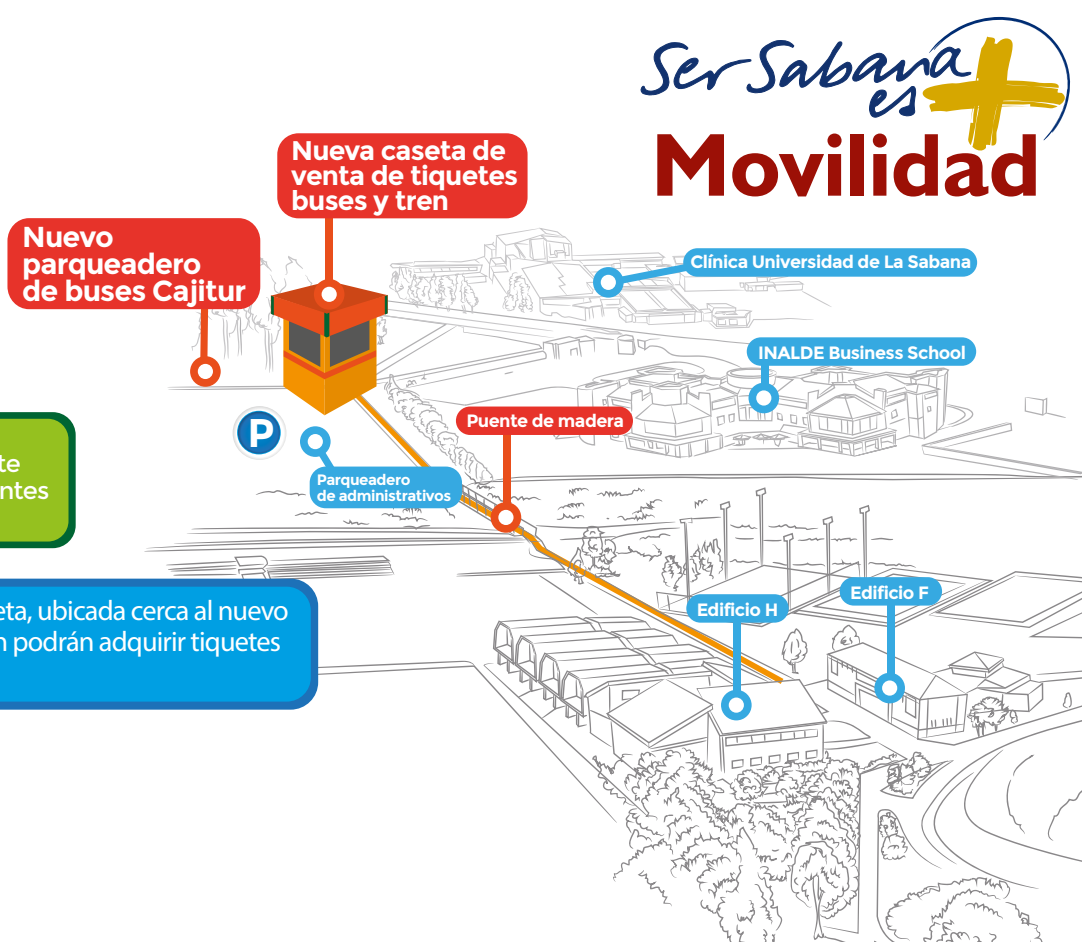 Ser Sabana
es
Movilidad
Nueva caseta de
venta de tiquetes
buses y tren
Nuevo
parqueadero
de buses Cajitur
Clínica Universidad de La Sabana
INALDE Business School
Puente de madera
P
Parqueadero
de administrativos
te
ntes
eta, ubicada cerca al nuevo
n podrán adquirir tiquetes
Edificio H
Edificio F